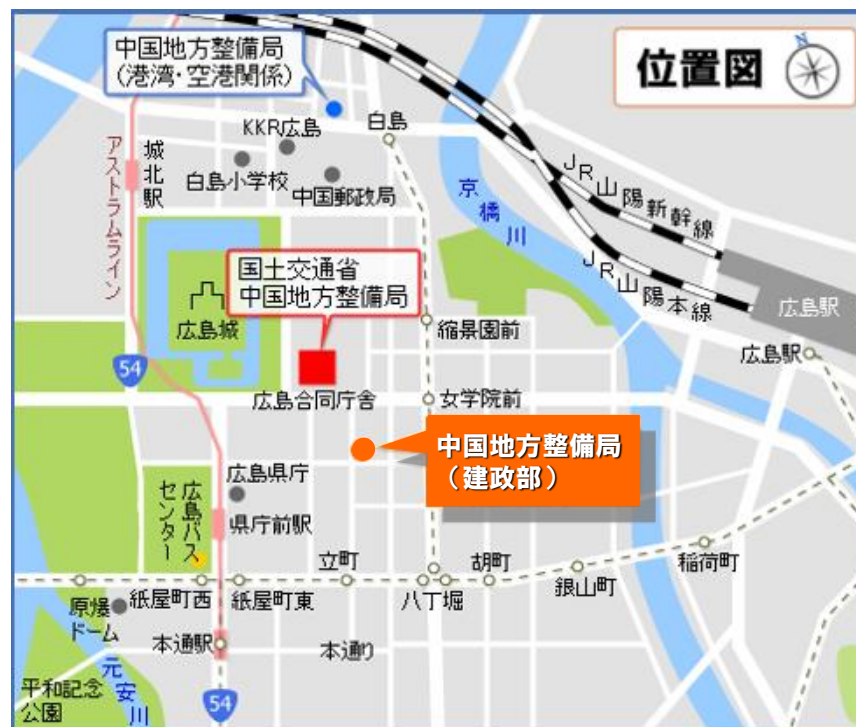 中国地方整備局
(港湾・空港関係)
位置図
N
白島
KKR広島
城北駅
アストラムライン
白島小学校
中国郵政局
京橋川
JR山陽新幹線
国土交通省
中国地方整備局
JR山陽本線
広島駅
広島城
縮景園前
広島駅
54
広島合同庁舎
女学院前
中国地方整備局
(建政部)
広島県庁
広島バス
センター
県庁前駅
立町
胡町
稲荷町
銀山町
原爆
ドーム
紙屋町西
紙屋町東
八丁堀
本通駅
本通り
元安川
平和記念
公園
54